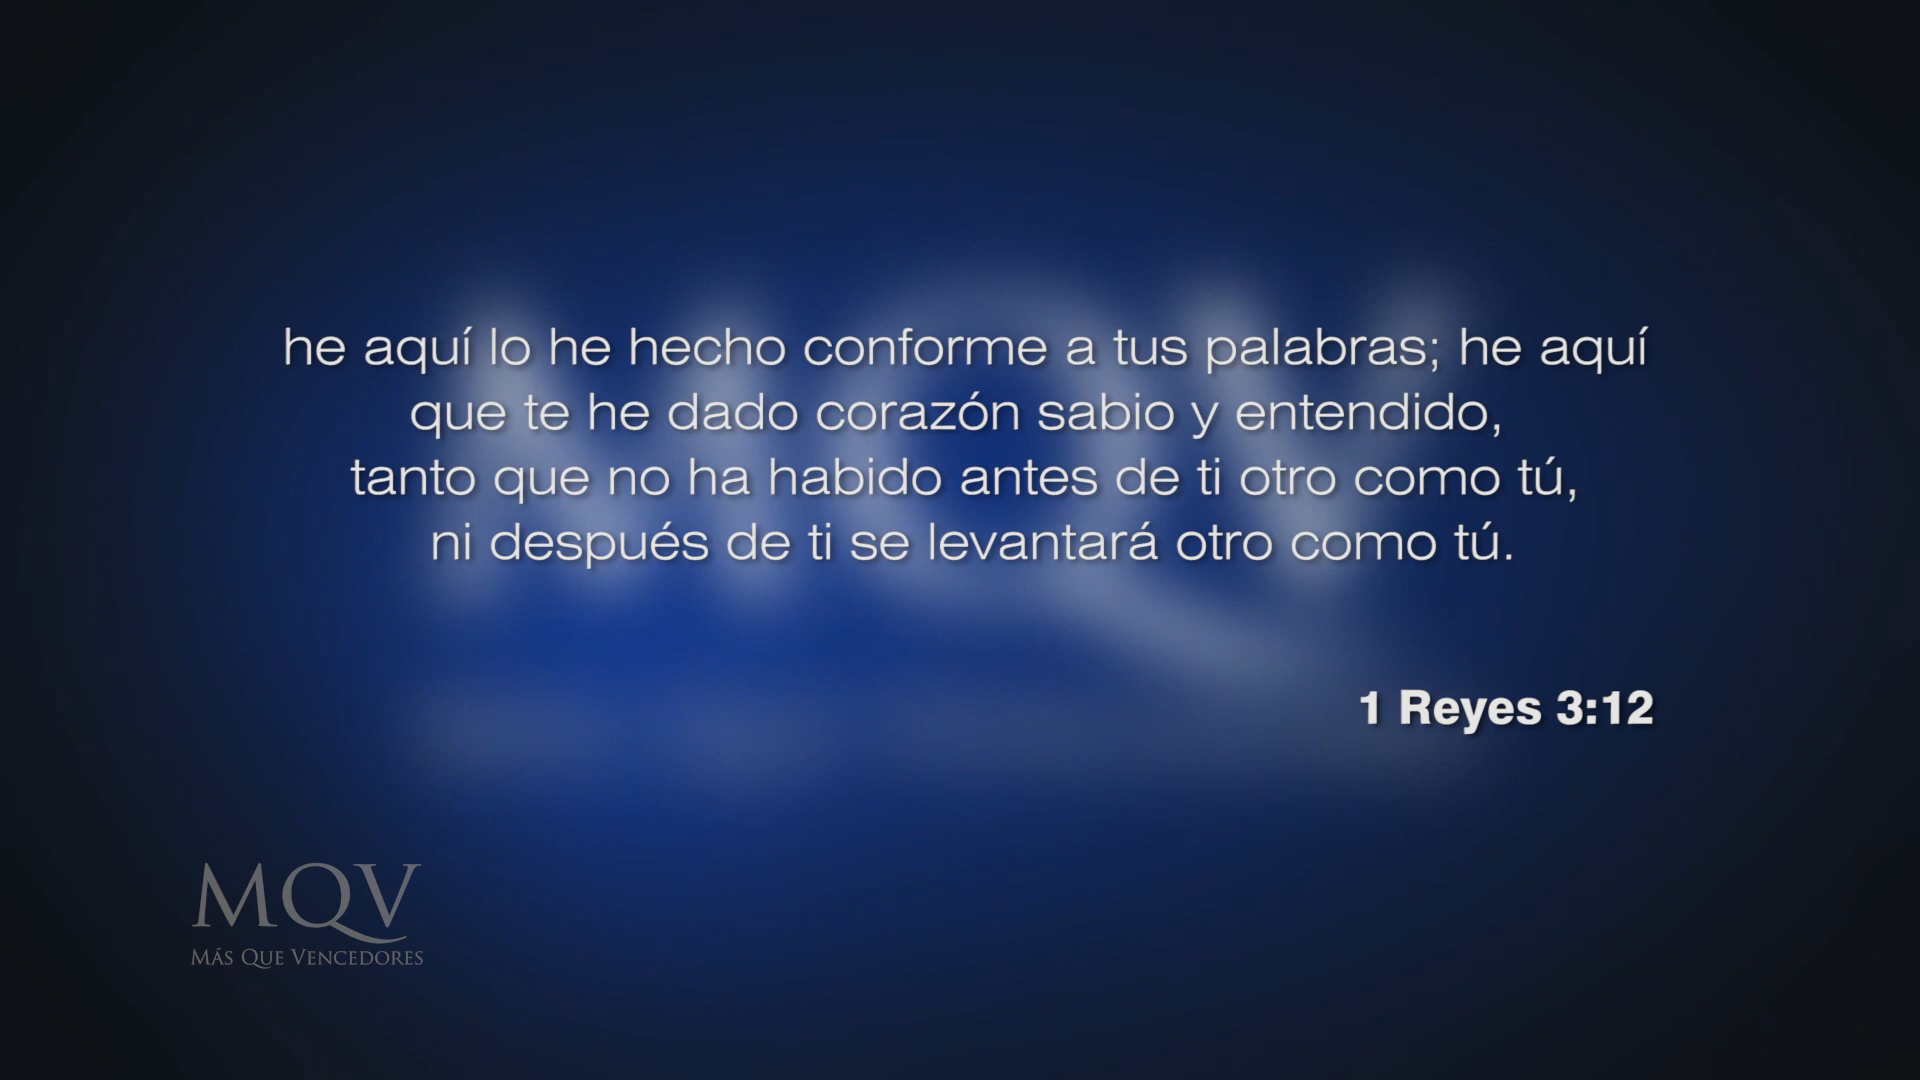 he aquí lo he hecho conforme a tus palabras; he aquí
que te he dado corazón sabio y entendido,
tanto que no ha habido antes de ti otro como tú,
ni después de ti se levantará otro como tú.
1 Reyes 3:12
MQV
MÁS QUE VENCEDORES